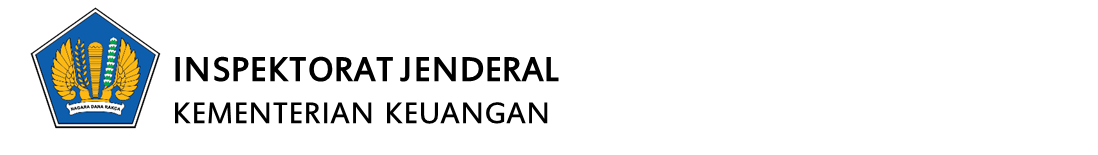 INSPEKTORAT JENDERAL
KEMENTERIAN KEUANGAN
NAGARA DANA RAKCA